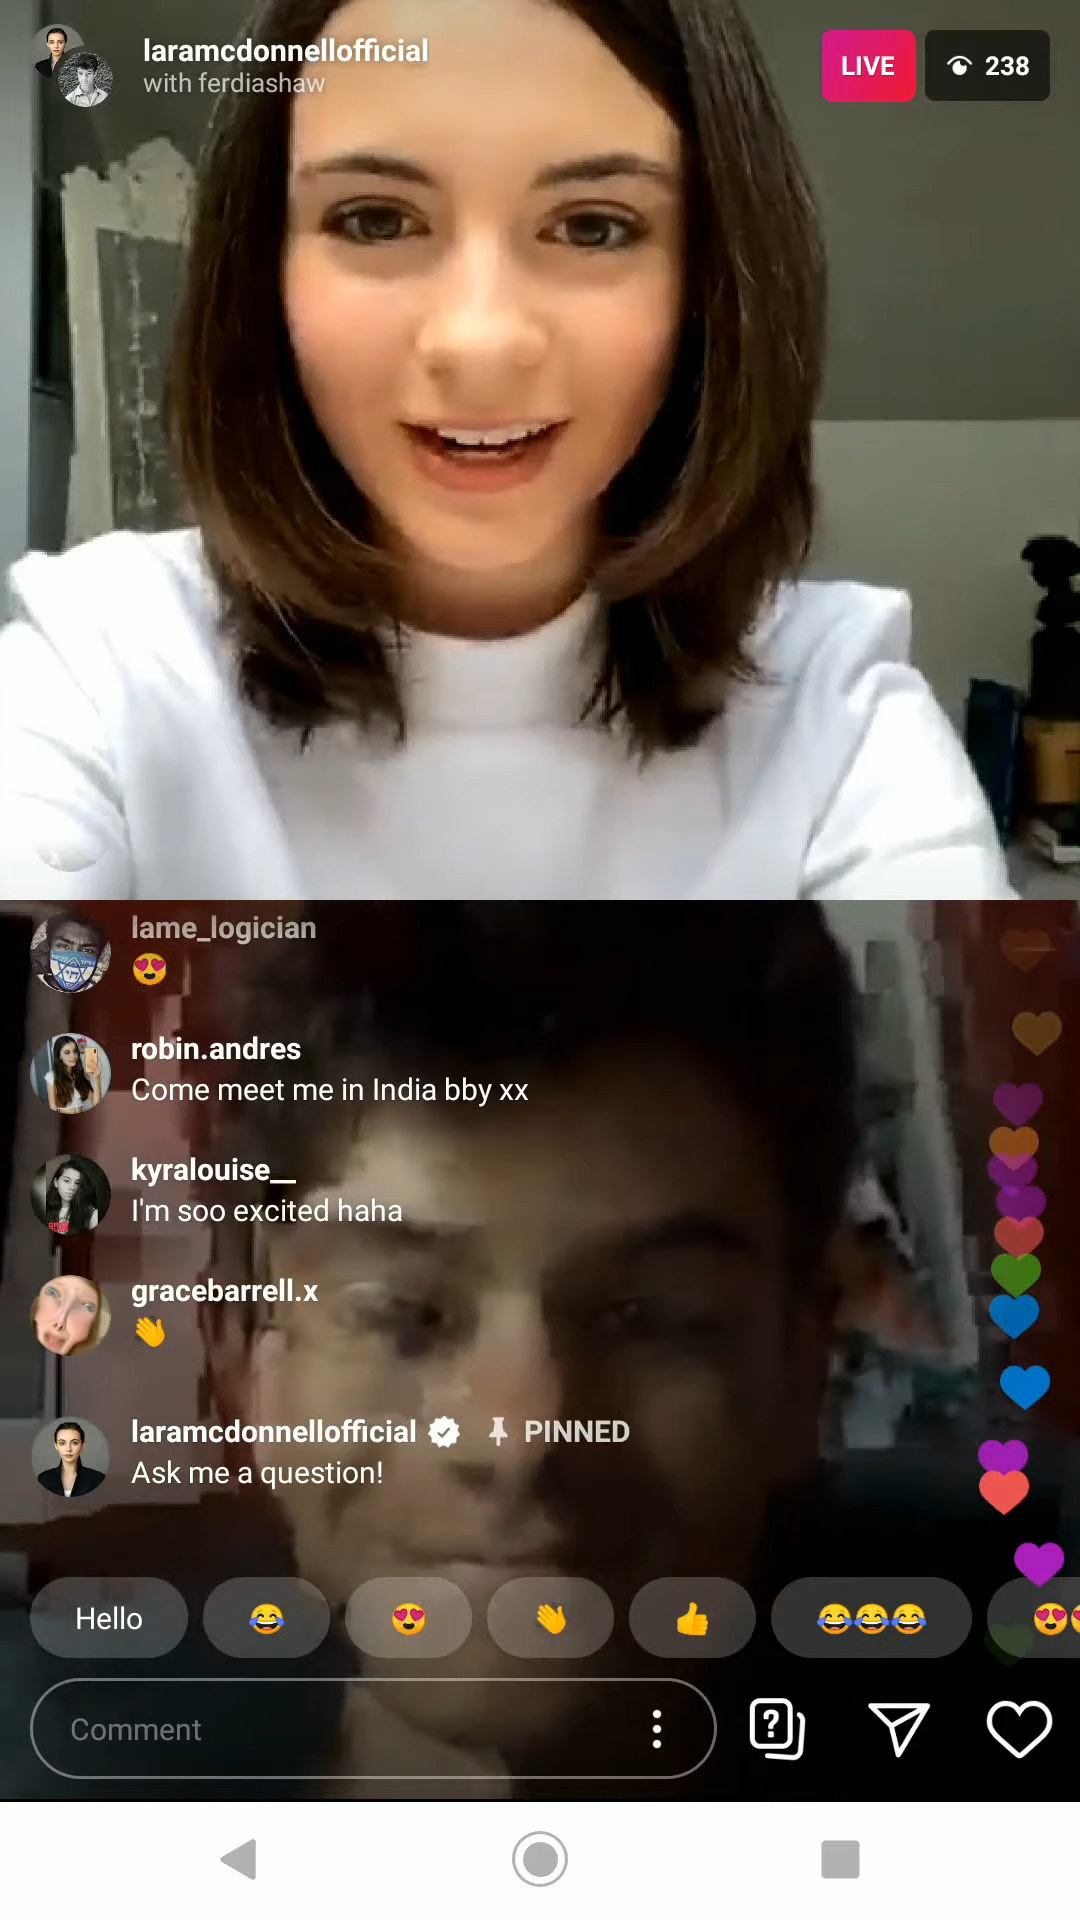 laramcdonnellofficial
with ferdiashaw
LIVE
238
lame_logician
😍
robin.andres
Come meet me in India bby xx
kyralouise__
I'm soo excited haha
gracebarrell.x
👋
laramcdonnellofficial PINNED
Ask me a question!
Hello 😂 😍 👋 👍 😂😂😂 😍
Comment